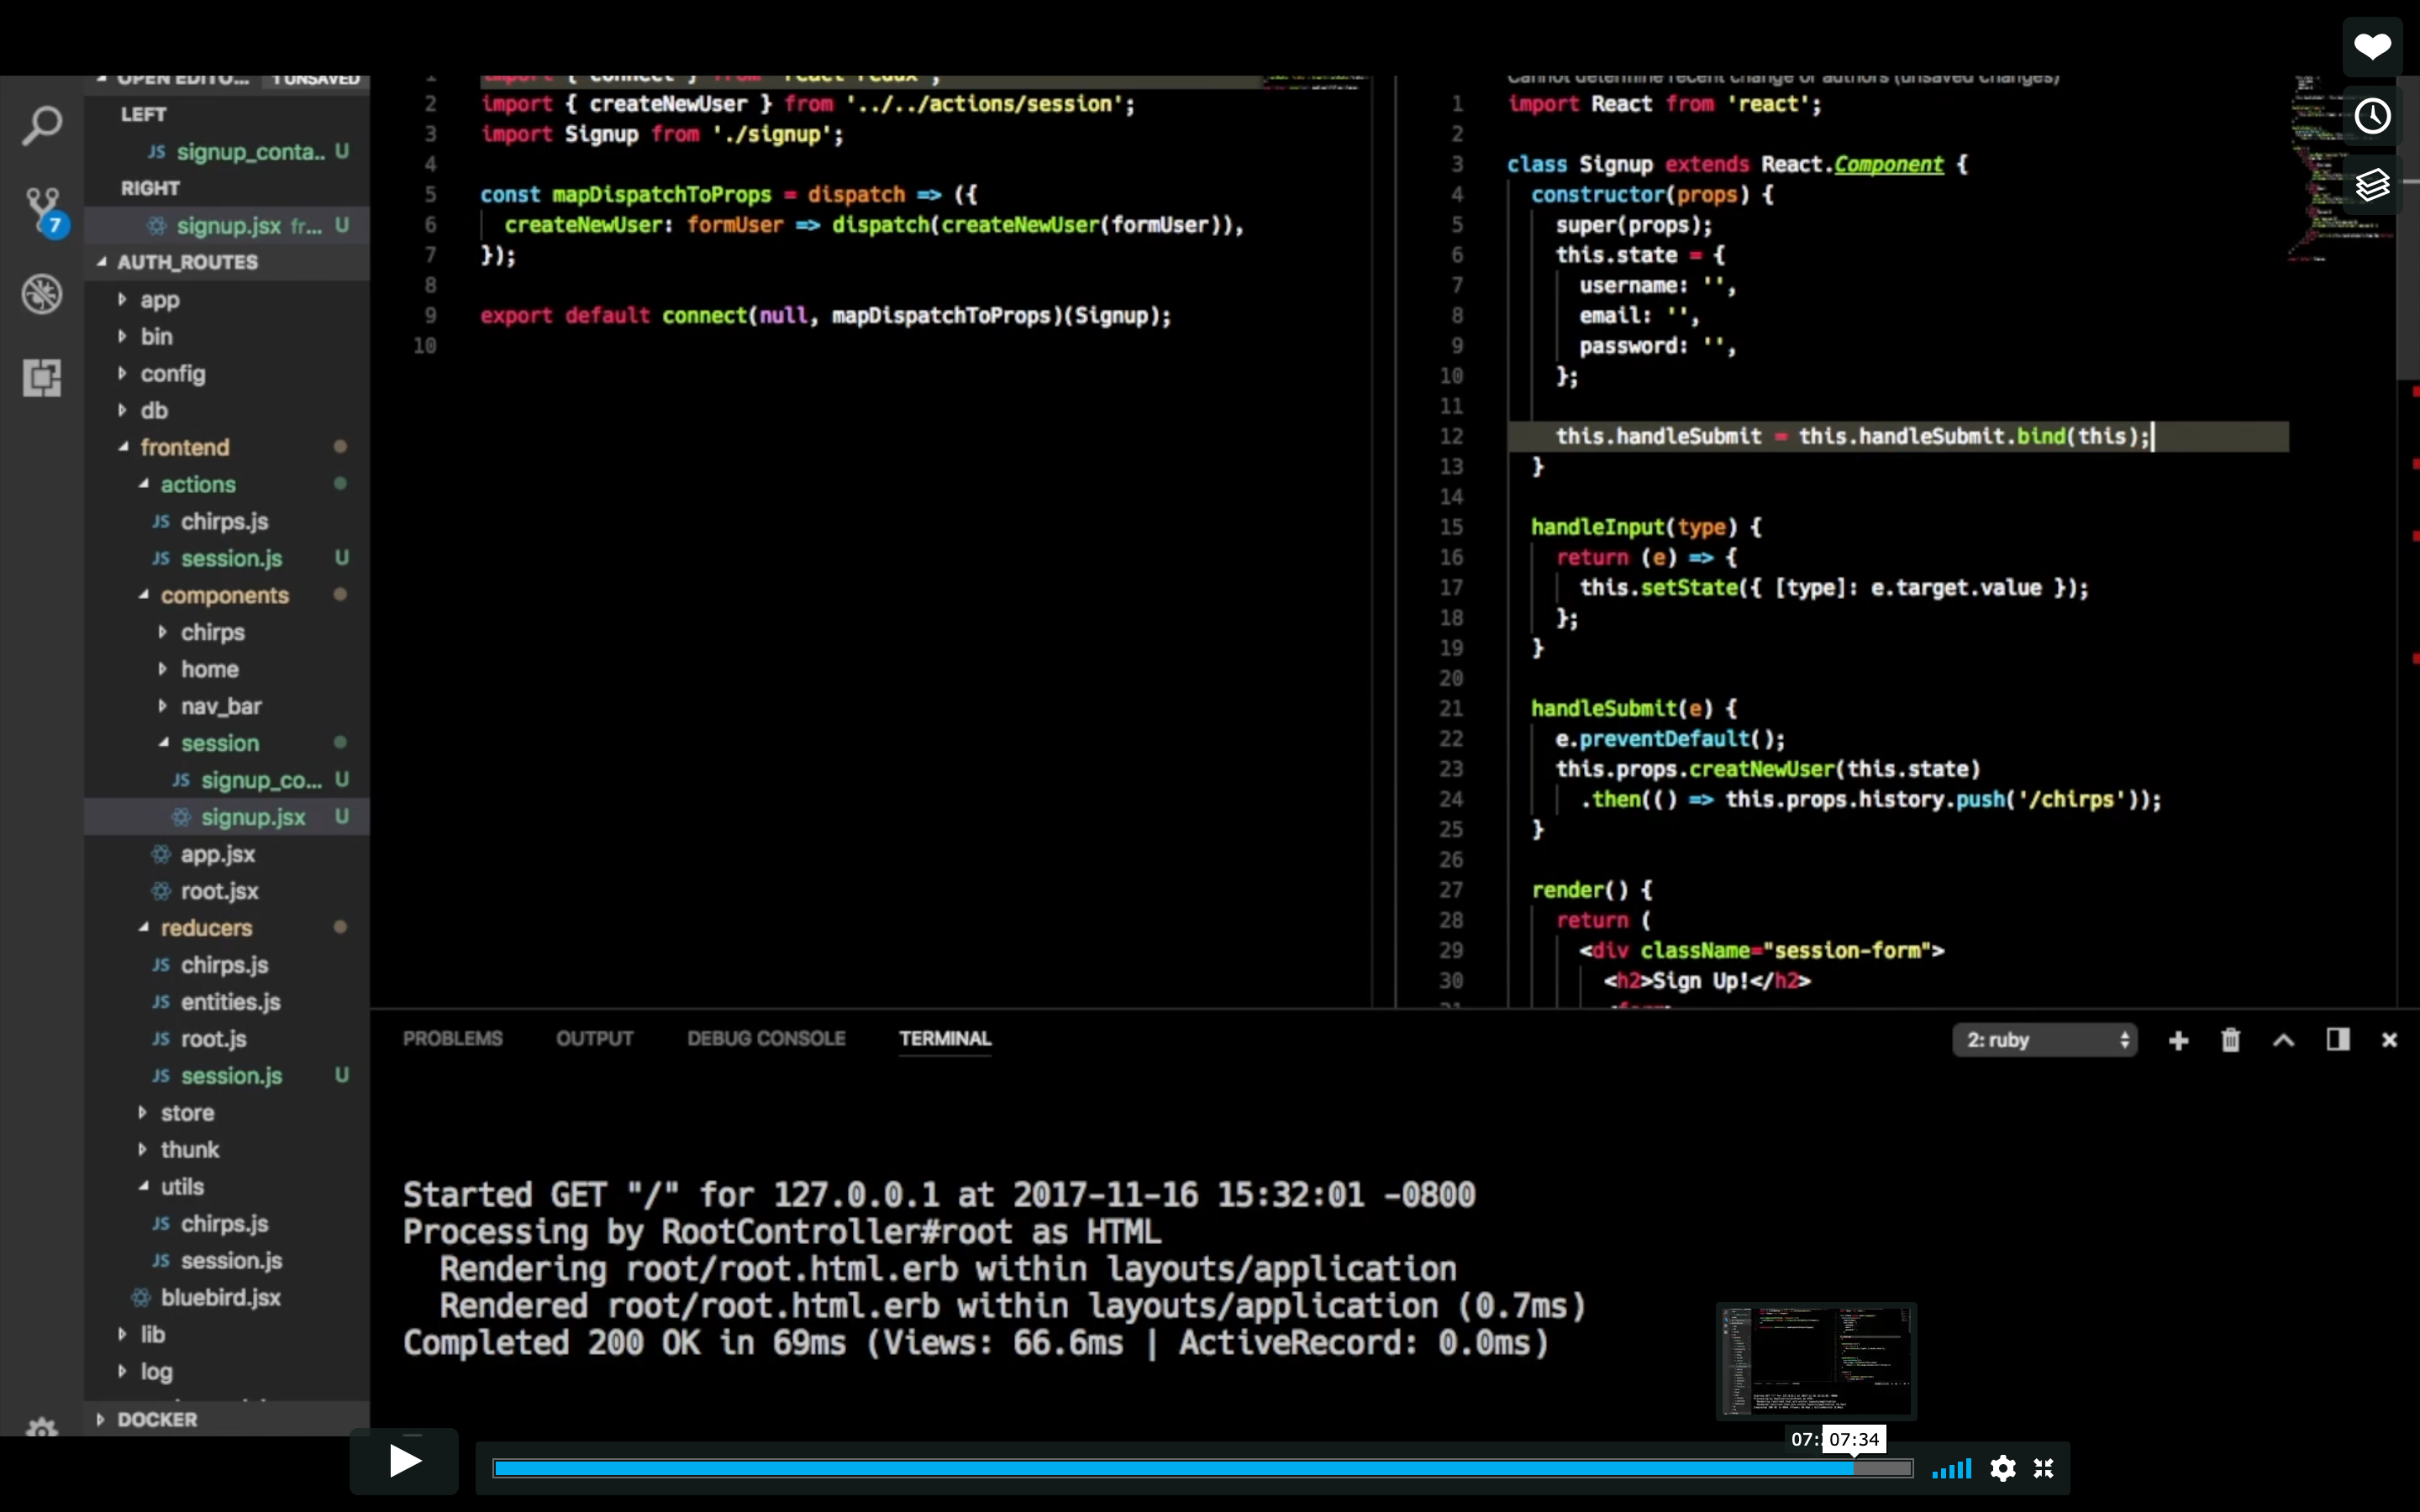 OPEN EDITO... 1 UNSAVED
LEFT
JS signup_conta.. U
RIGHT
signup.jsx fr... U
7
AUTH_ROUTES
app
bin
config
db
frontend
actions
JS chirps.js
JS session.js U
components
chirps
home
nav_bar
session
JS signup_co... U
signup.jsx U
app.jsx
root.jsx
reducers
JS chirps.js
JS entities.js
JS root.js
JS session.js U
store
thunk
utils
JS chirps.js
JS session.js
bluebird.jsx
lib
log
DOCKER
1 import { connect } from 'react-redux';
2 import { createNewUser } from '../../actions/session';
3 import Signup from './signup';
4
5 const mapDispatchToProps = dispatch => ({
6 createNewUser: formUser => dispatch(createNewUser(formUser)),
7 });
8
9 export default connect(null, mapDispatchToProps)(Signup);
10
Cannot determine recent change or authors (unsaved changes)
1 import React from 'react';
2
3 class Signup extends React.Component {
4 constructor(props) {
5 super(props);
6 this.state = {
7 username: '',
8 email: '',
9 password: '',
10 };
11
12 this.handleSubmit = this.handleSubmit.bind(this);
13 }
14
15 handleInput(type) {
16 return (e) => {
17 this.setState({ [type]: e.target.value });
18 };
19 }
20
21 handleSubmit(e) {
22 e.preventDefault();
23 this.props.creatNewUser(this.state)
24 .then(() => this.props.history.push('/chirps'));
25 }
26
27 render() {
28 return (
29 <div className="session-form">
30 <h2>Sign Up!</h2>
31 <form>
PROBLEMS OUTPUT DEBUG CONSOLE TERMINAL 2: ruby
Started GET "/" for 127.0.0.1 at 2017-11-16 15:32:01 -0800
Processing by RootController#root as HTML
Rendering root/root.html.erb within layouts/application
Rendered root/root.html.erb within layouts/application (0.7ms)
Completed 200 OK in 69ms (Views: 66.6ms | ActiveRecord: 0.0ms)
07:34